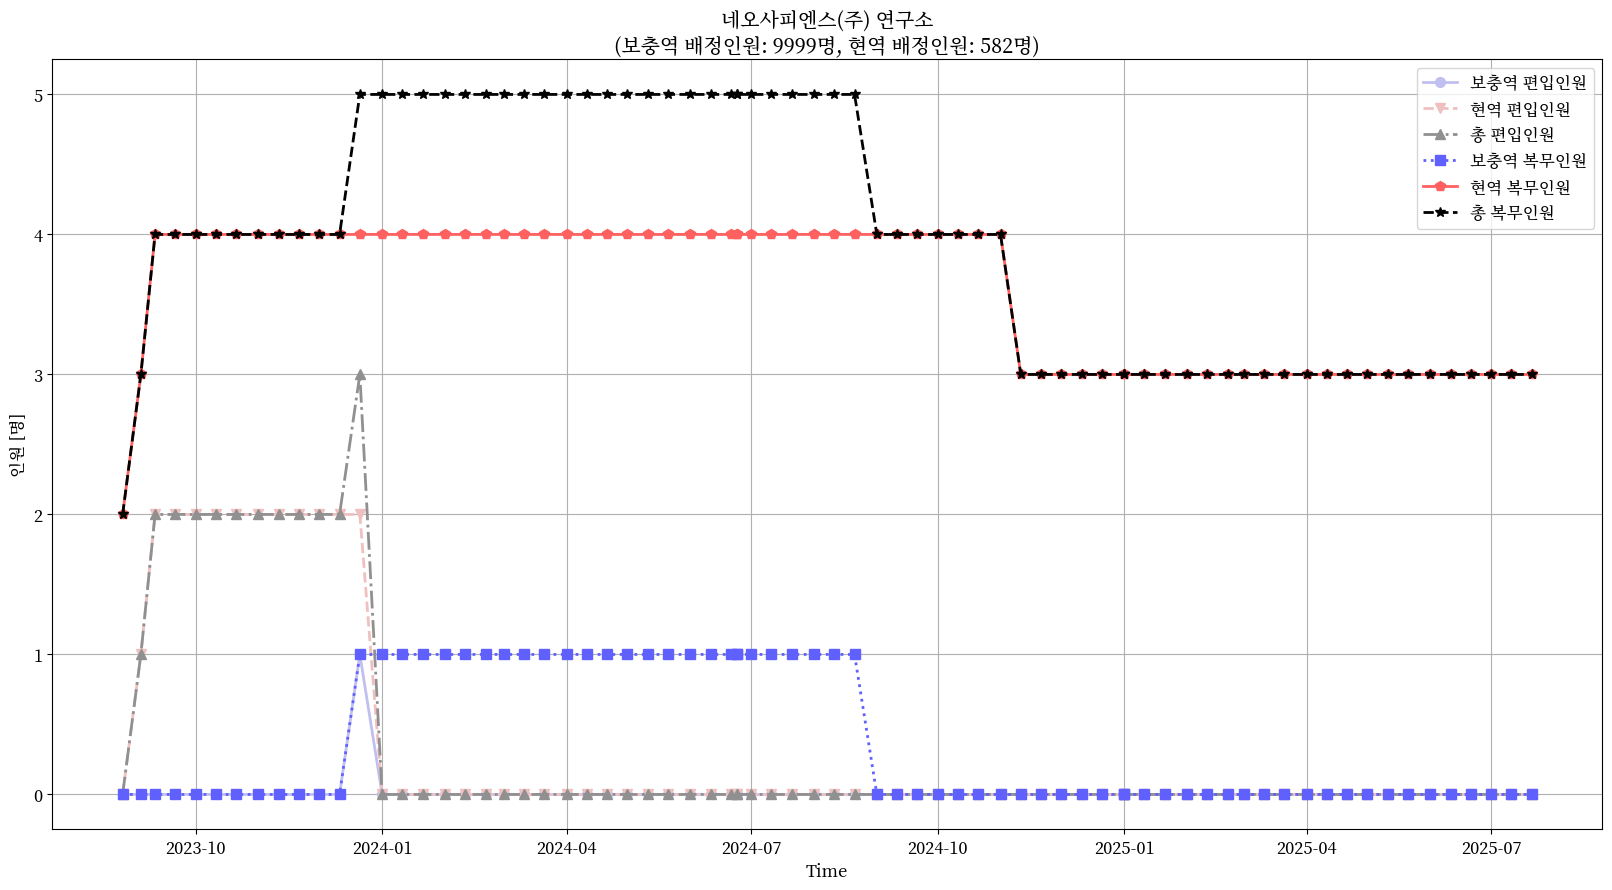 네오사피엔스(주) 연구소
(보충역 배정인원: 9999명, 현역 배정인원: 582명)
보충역 편입인원
현역 편입인원
총 편입인원
보충역 복무인원
현역 복무인원
총 복무인원
인원 [명]
5
4
3
2
1
0
2023-10
2024-01
2024-04
2024-07
2024-10
2025-01
2025-04
2025-07
Time